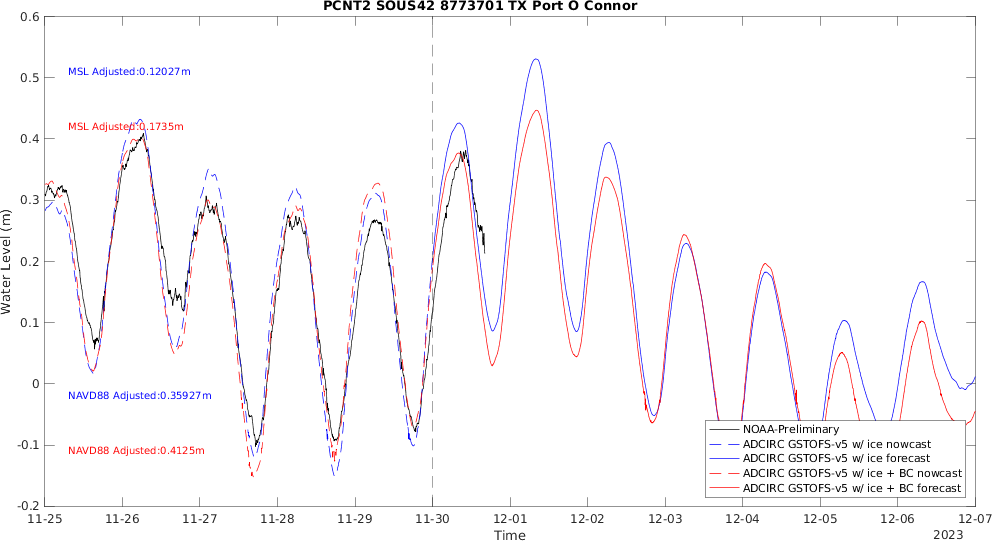 PCNT2 SOUS42 8773701 TX Port O Connor
0.6
0.5
0.4
0.3
0.2
0.1
0
-0.1
-0.2
Water Level (m)
MSL Adjusted:0.12027m
MSL Adjusted:0.1735m
NAVD88 Adjusted:0.35927m
NAVD88 Adjusted:0.4125m
NOAA-Preliminary
ADCIRC GSTOFS-v5 w/ ice nowcast
ADCIRC GSTOFS-v5 w/ ice forecast
ADCIRC GSTOFS-v5 w/ ice + BC nowcast
ADCIRC GSTOFS-v5 w/ ice + BC forecast
11-25 11-26 11-27 11-28 11-29 11-30 12-01 12-02 12-03 12-04 12-05 12-06 12-07
Time
2023